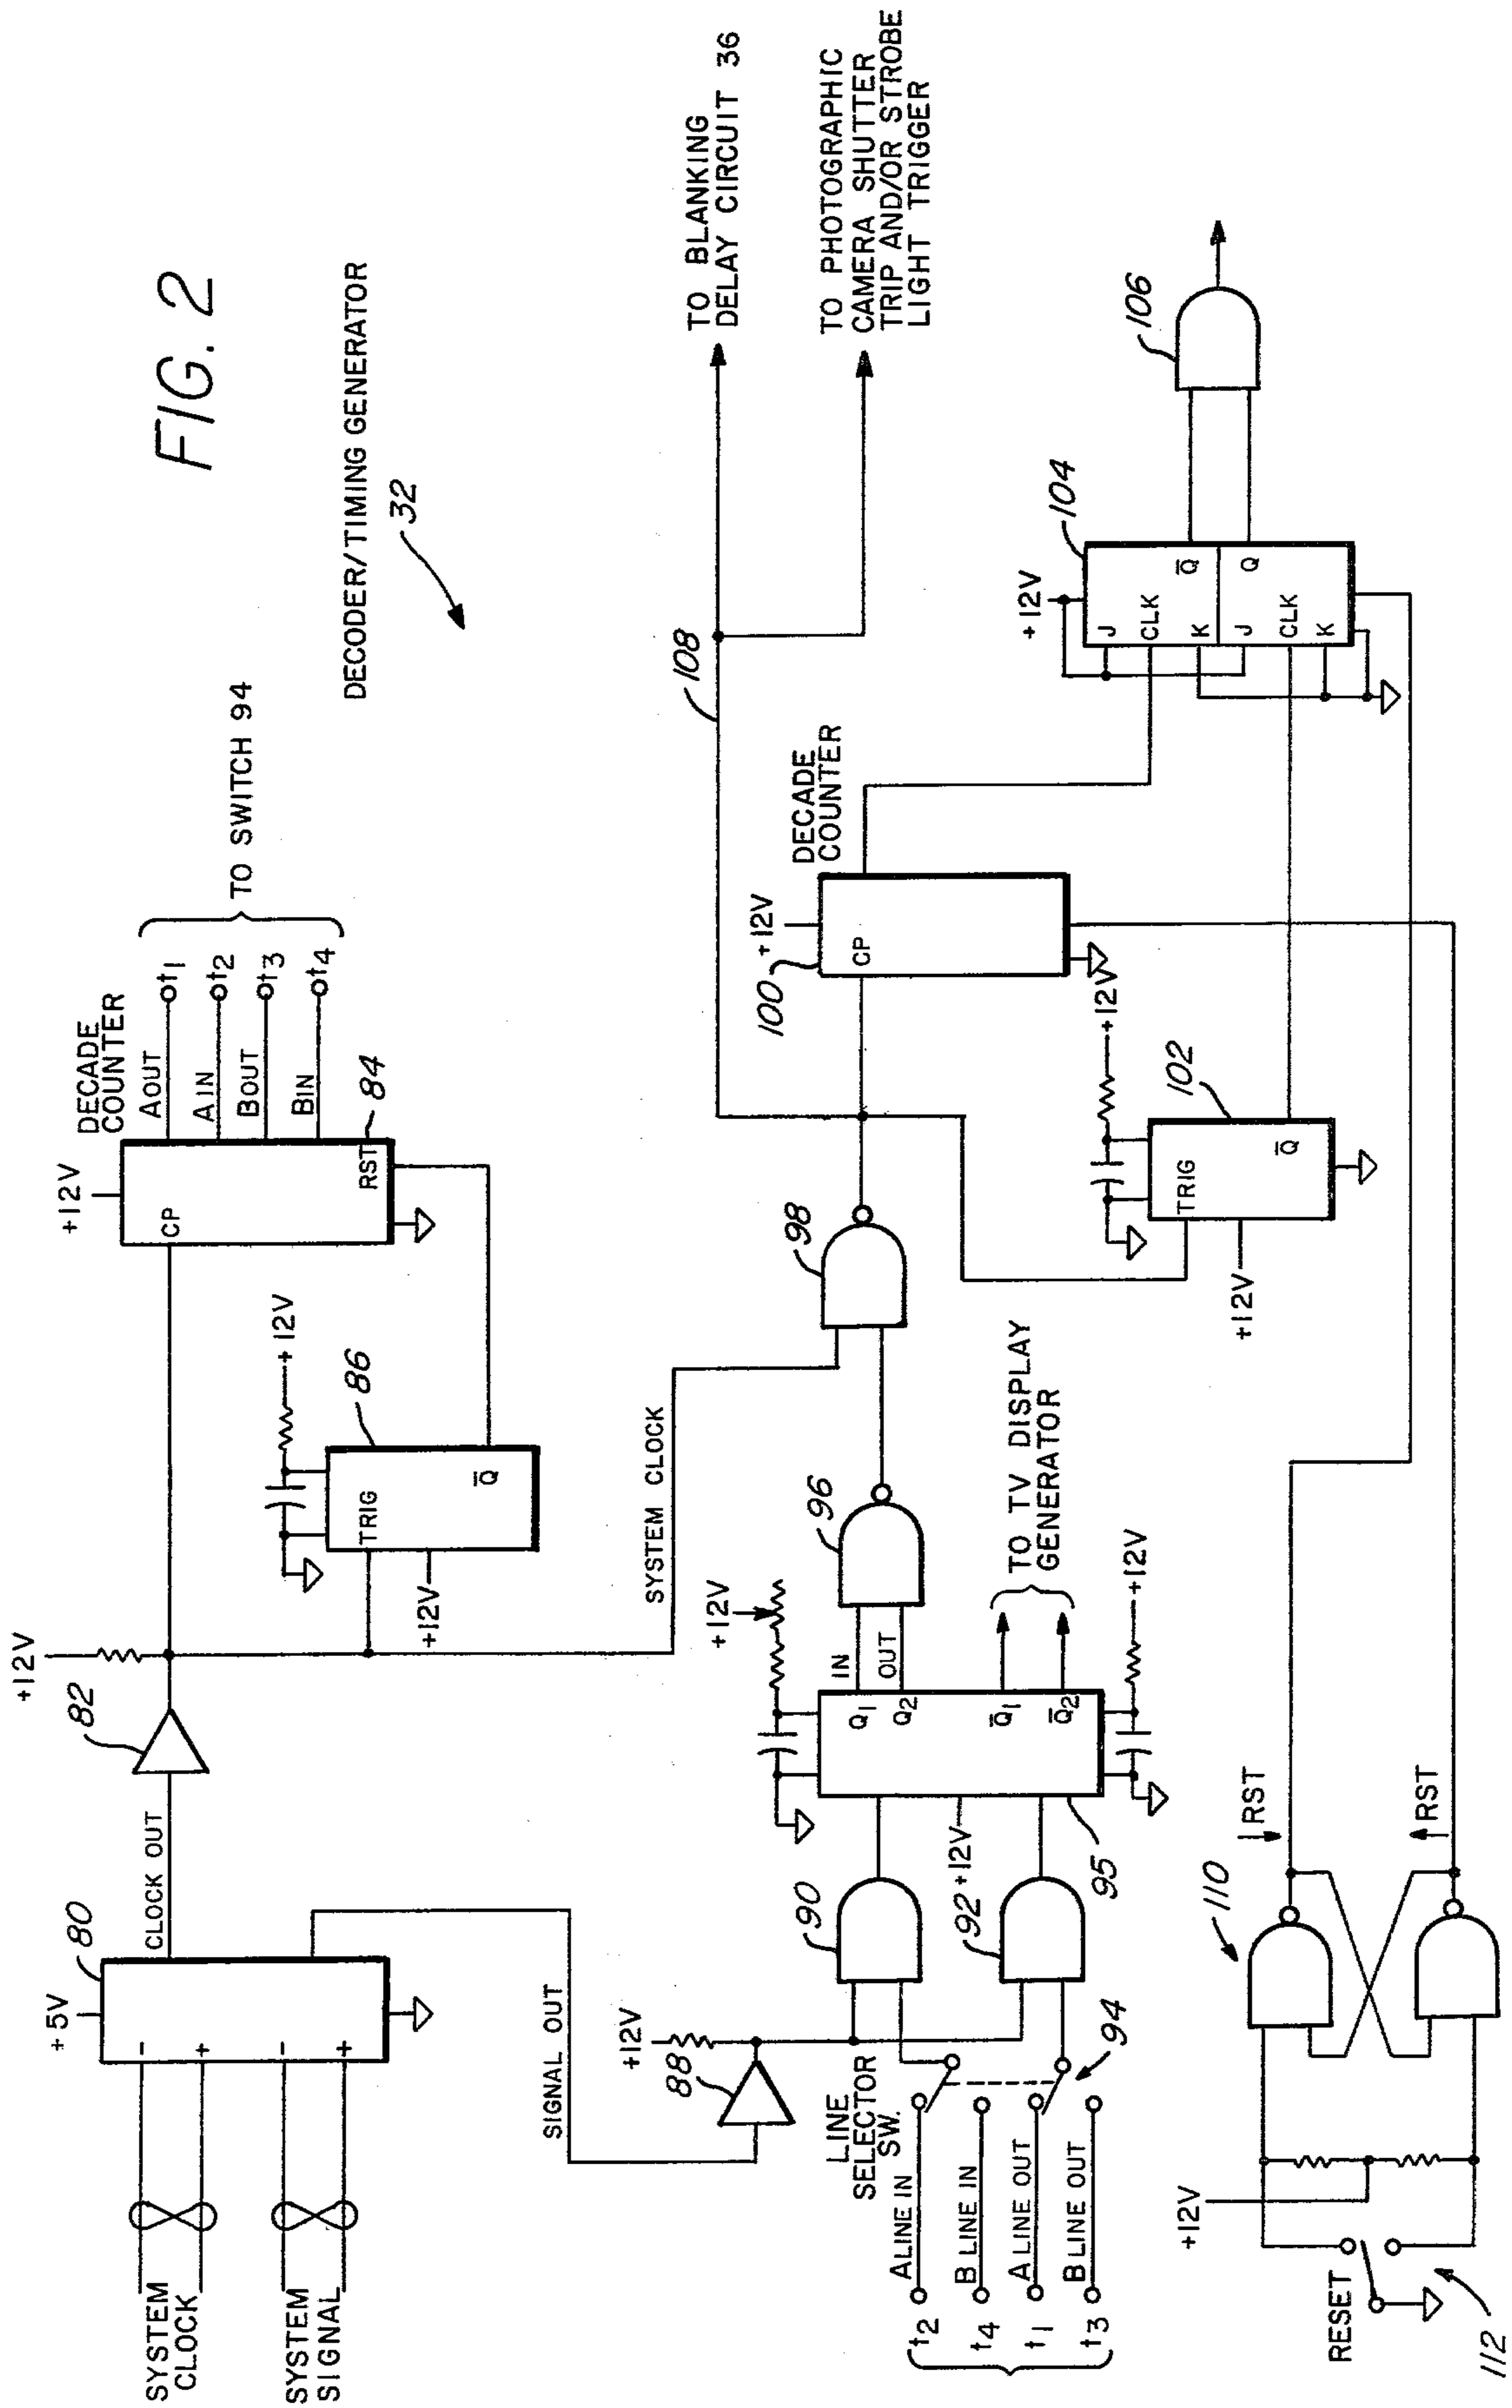 FIG. 2
DECODER/TIMING GENERATOR
32
+5V
80
SYSTEM
CLOCK
SYSTEM
SIGNAL
-
+
-
+
CLOCK OUT
SIGNAL OUT
82
+12V
+12V
CP
RST
84
DECADE
COUNTER
AOUT
AIN
BOUT
BIN
t1
t2
t3
t4
TO SWITCH 94
86
TRIG
Q̅
+12V
+12V
SYSTEM CLOCK
88
+12V
LINE
SELECTOR
SW.
A LINE IN
B LINE IN
A LINE OUT
B LINE OUT
t2
t4
t1
t3
94
90
92
+12V
95
+12V
+12V
Q1
Q2
Q̅1
Q̅2
IN
OUT
TO TV DISPLAY
GENERATOR
96
98
100
+12V
CP
DECADE
COUNTER
102
TRIG
Q̅
+12V
+12V
104
+12V
J
CLK
K
Q̅
J
CLK
K
Q
106
108
TO BLANKING
DELAY CIRCUIT 36
TO PHOTOGRAPHIC
CAMERA SHUTTER
TRIP AND/OR STROBE
LIGHT TRIGGER
110
RST
RST
+12V
RESET
112